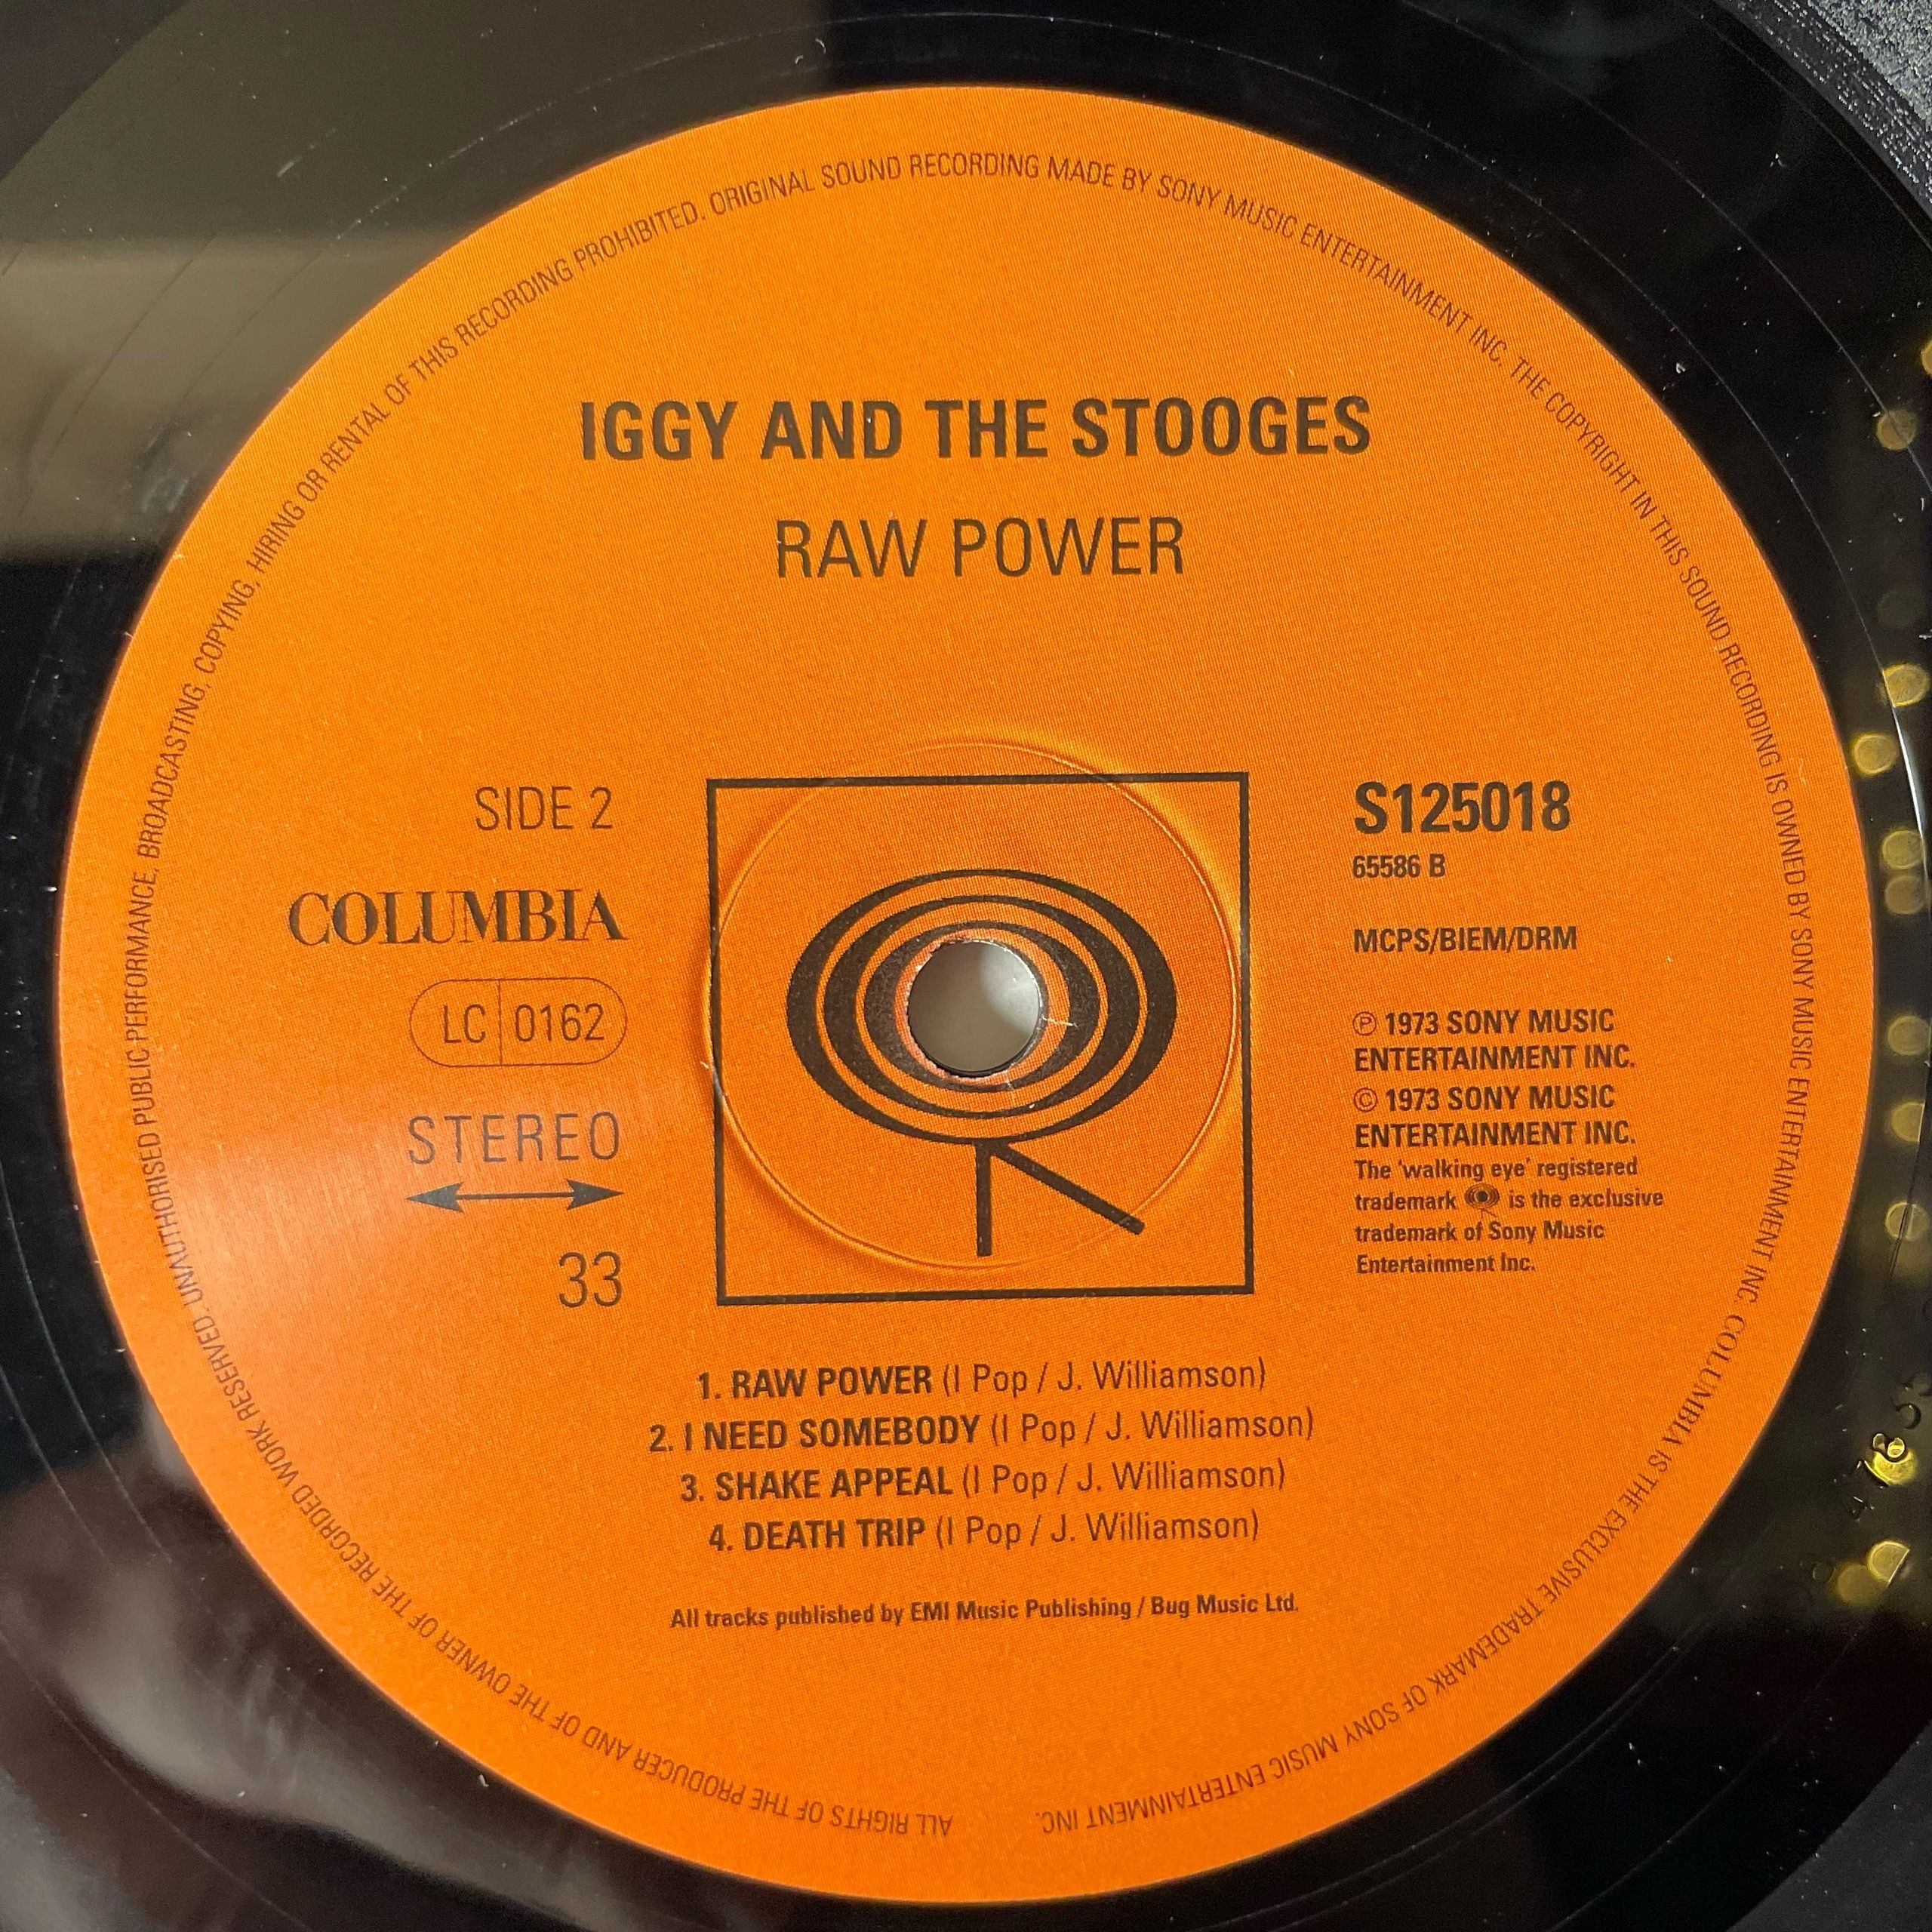 IGGY AND THE STOOGES
RAW POWER
SIDE 2
COLUMBIA
LC 0162
STEREO
33
S125018
65586 B
MCPS/BIEM/DRM
℗ 1973 SONY MUSIC
ENTERTAINMENT INC.
© 1973 SONY MUSIC
ENTERTAINMENT INC.
The 'walking eye' registered
trademark is the exclusive
trademark of Sony Music
Entertainment Inc.
1. RAW POWER (I Pop / J. Williamson)
2. I NEED SOMEBODY (I Pop / J. Williamson)
3. SHAKE APPEAL (I Pop / J. Williamson)
4. DEATH TRIP (I Pop / J. Williamson)
All tracks published by EMI Music Publishing / Bug Music Ltd.
ALL RIGHTS OF THE PRODUCER AND OF THE OWNER OF THE RECORDED WORK RESERVED. UNAUTHORISED PUBLIC PERFORMANCE, BROADCASTING, COPYING, HIRING OR RENTAL OF THIS RECORDING PROHIBITED. ORIGINAL SOUND RECORDING MADE BY SONY MUSIC ENTERTAINMENT INC. THE COPYRIGHT IN THIS SOUND RECORDING IS OWNED BY SONY MUSIC ENTERTAINMENT INC. COLUMBIA IS THE EXCLUSIVE TRADEMARK OF SONY MUSIC ENTERTAINMENT INC.